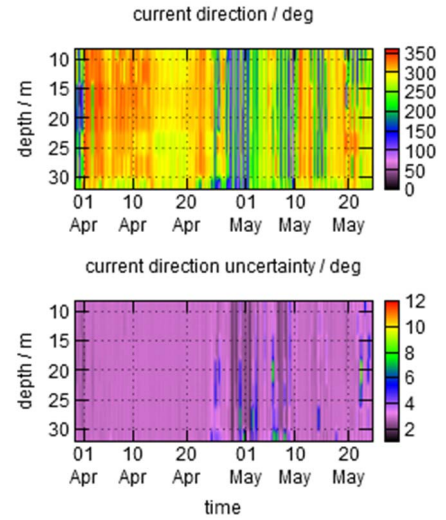 current direction / deg
depth / m
10
15
20
25
30
01 10 20 01 10 20
Apr Apr Apr May May May
350
300
250
200
150
100
50
0
current direction uncertainty / deg
depth / m
10
15
20
25
30
01 10 20 01 10 20
Apr Apr Apr May May May
12
10
8
6
4
2
time